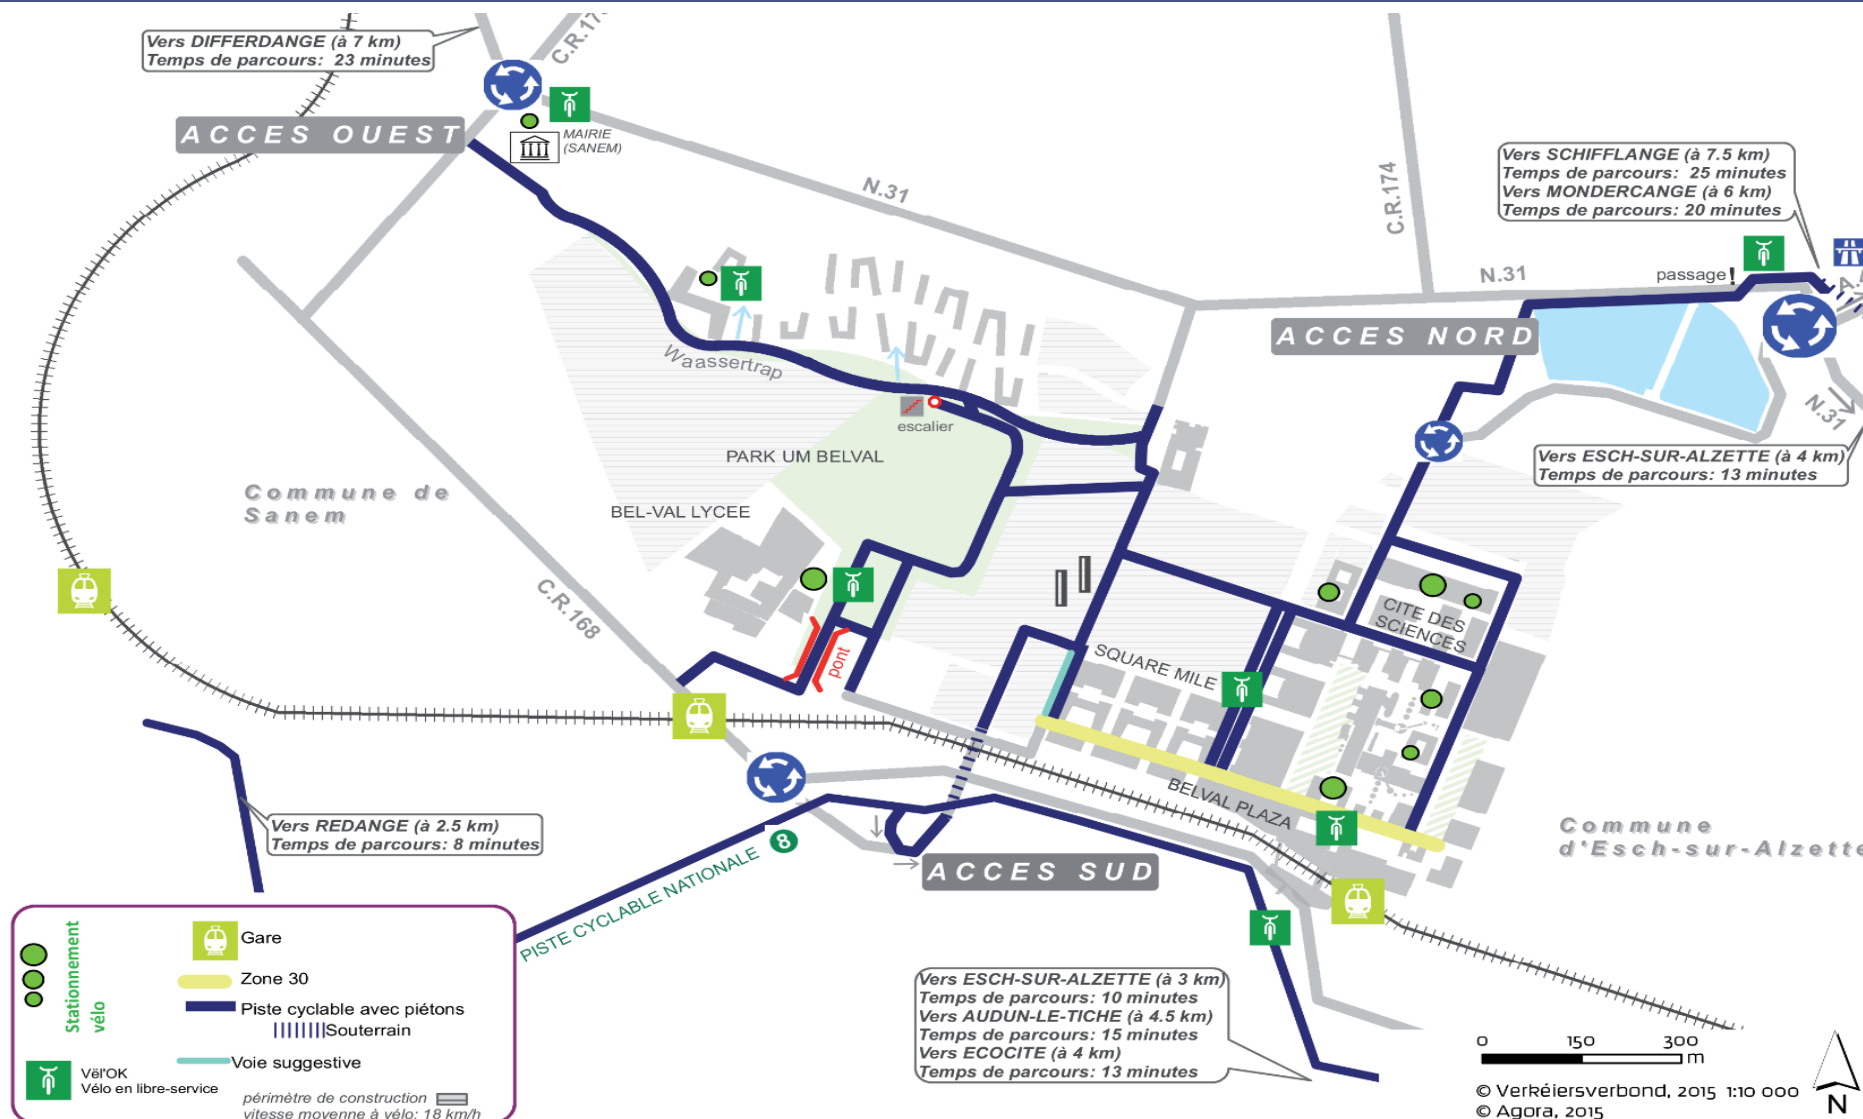 Vers DIFFERDANGE (à 7 km)
Temps de parcours: 23 minutes
C.R.17
ACCES OUEST
MAIRIE
(SANEM)
N.31
C.R.174
Vers SCHIFFLANGE (à 7.5 km)
Temps de parcours: 25 minutes
Vers MONDERCANGE (à 6 km)
Temps de parcours: 20 minutes
N.31
passage!
ACCES NORD
N.31
Vers ESCH-SUR-ALZETTE (à 4 km)
Temps de parcours: 13 minutes
Waassertrap
escalier
PARK UM BELVAL
Commune de
Sanem
BEL-VAL LYCEE
C.R.168
pont
CITE DES
SCIENCES
SQUARE MILE
BELVAL PLAZA
Commune
d'Esch-sur-Alzette
Vers REDANGE (à 2.5 km)
Temps de parcours: 8 minutes
PISTE CYCLABLE NATIONALE 8
ACCES SUD
Vers ESCH-SUR-ALZETTE (à 3 km)
Temps de parcours: 10 minutes
Vers AUDUN-LE-TICHE (à 4.5 km)
Temps de parcours: 15 minutes
Vers ECOCITE (à 4 km)
Temps de parcours: 13 minutes
Stationnement
vélo
Gare
Zone 30
Piste cyclable avec piétons
Souterrain
Voie suggestive
Vël'OK
Vélo en libre-service
périmètre de construction
vitesse movenne à vélo: 18 km/h
0 150 300
m
© Verkéiersverbond, 2015 1:10 000
© Agora, 2015
N